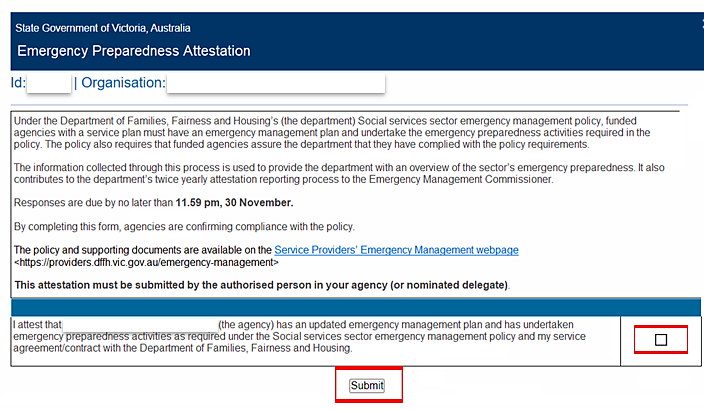 State Government of Victoria, Australia
Emergency Preparedness Attestation
Id: | Organisation:
Under the Department of Families, Fairness and Housing's (the department) Social services sector emergency management policy, funded
agencies with a service plan must have an emergency management plan and undertake the emergency preparedness activities required in the
policy. The policy also requires that funded agencies assure the department that they have complied with the policy requirements.
The information collected through this process is used to provide the department with an overview of the sector's emergency preparedness. It also
contributes to the department's twice yearly attestation reporting process to the Emergency Management Commissioner.
Responses are due by no later than 11.59 pm, 30 November.
By completing this form, agencies are confirming compliance with the policy.
The policy and supporting documents are available on the Service Providers' Emergency Management webpage
<https://providers.dffh.vic.gov.au/emergency-management>
This attestation must be submitted by the authorised person in your agency (or nominated delegate).
I attest that (the agency) has an updated emergency management plan and has undertaken
emergency preparedness activities as required under the Social services sector emergency management policy and my service
agreement/contract with the Department of Families, Fairness and Housing.
Submit